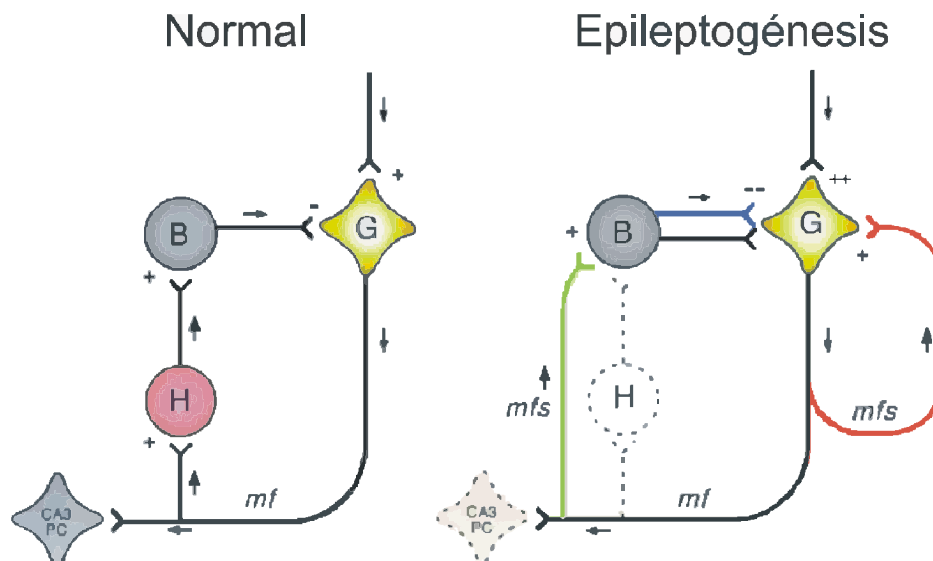 Normal
Epileptogénesis
+
-
B
G
+
H
+
mf
CA3
PC
++
--
+
B
G
+
mfs
H
mfs
mf
CA3
PC